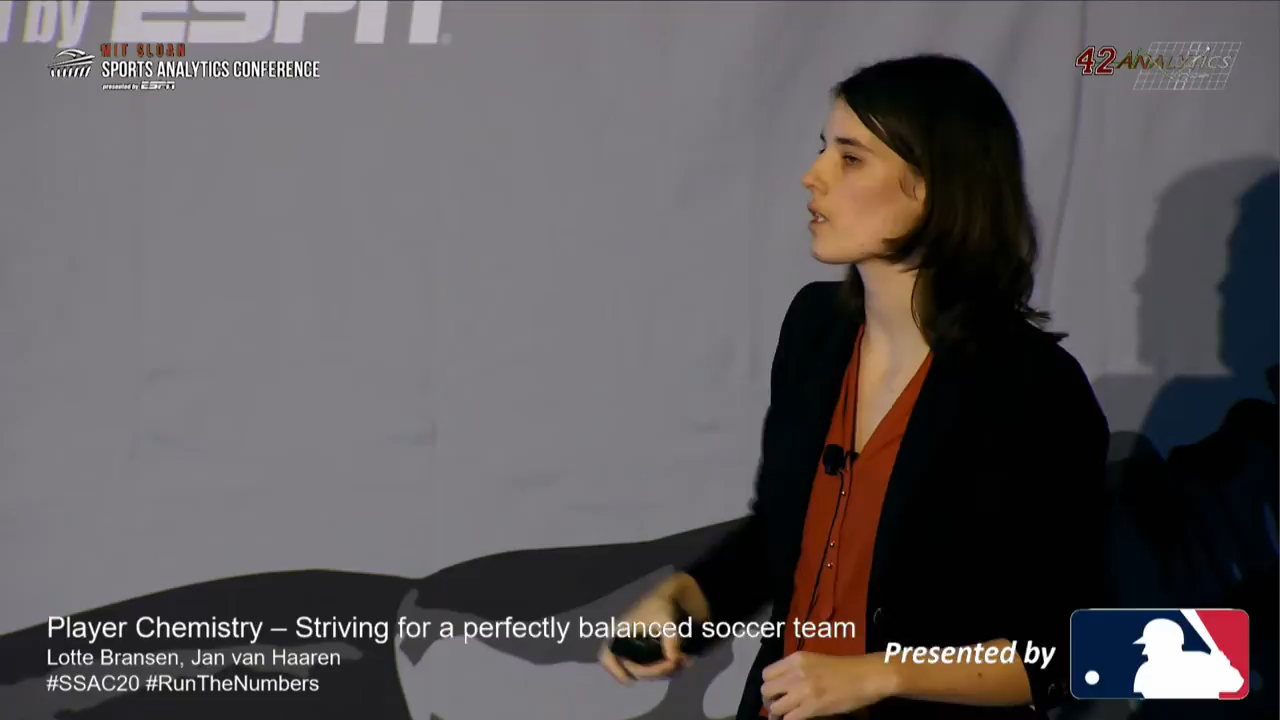 by ESPN
MIT SLOAN
SPORTS ANALYTICS CONFERENCE
presented by ESPN
42 ANALYTICS
Player Chemistry – Striving for a perfectly balanced soccer team
Lotte Bransen, Jan van Haaren
#SSAC20 #RunTheNumbers
Presented by